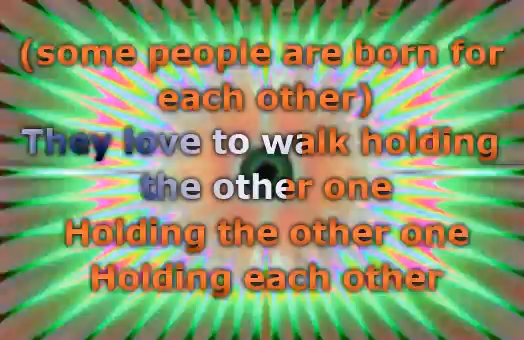 (some people are born for
each other)
They love to walk holding
the other one
Holding the other one
Holding each other